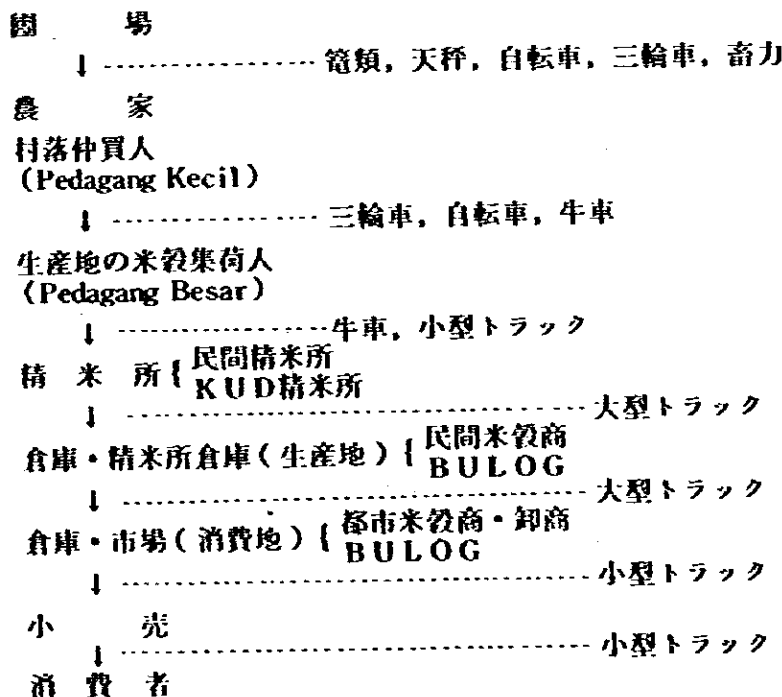 圃 場
↓ ................ 篭類，天秤，自転車，三輪車，畜力
農 家
村落仲買人
(Pedagang Kecil)
↓ ................ 三輪車，自転車，牛車
生産地の米穀集荷人
(Pedagang Besar)
↓ ................ 牛車，小型トラック
精 米 所 { 民間精米所
KUD精米所
↓ ................ 大型トラック
倉庫・精米所倉庫(生産地) { 民間米穀商
BULOG
↓ ................ 大型トラック
倉庫・市場(消費地) { 都市米穀商・卸商
BULOG
↓ ................ 小型トラック
小 売
↓ ................ 小型トラック
消 費 者